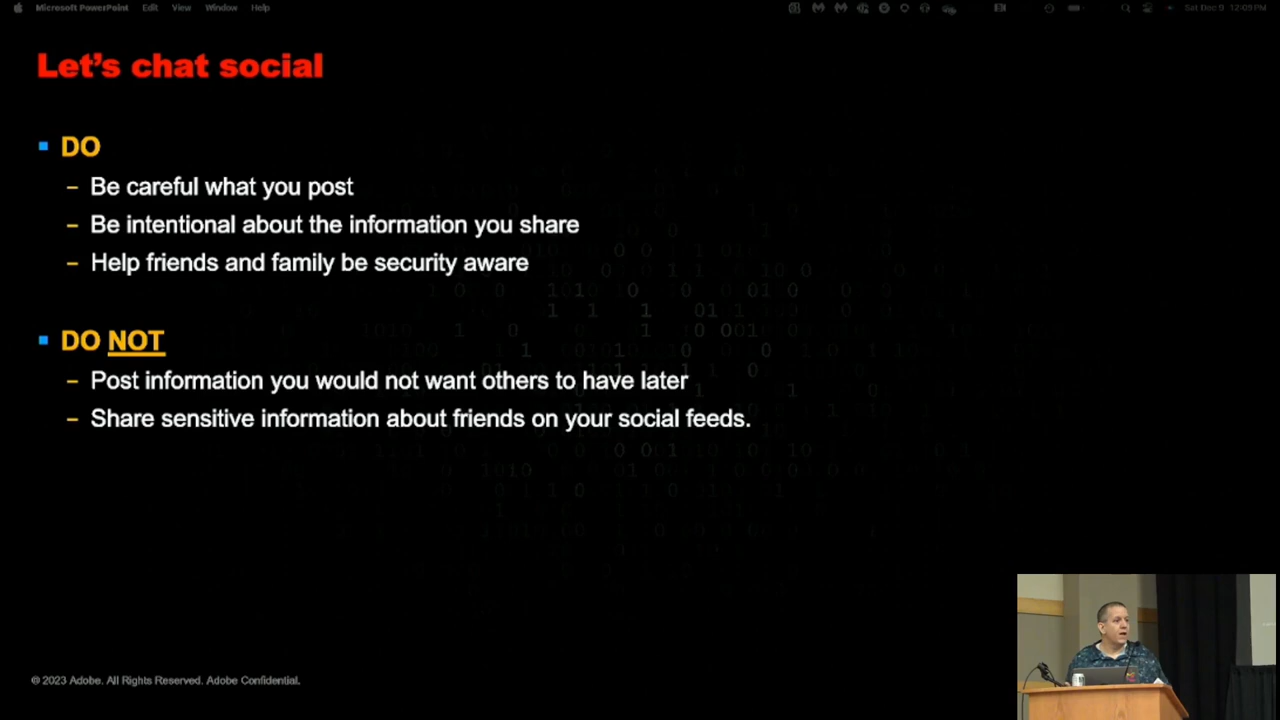 Microsoft PowerPoint Edit View Window Help
Sat Dec 9 12:09 PM
Let's chat social
DO
– Be careful what you post
– Be intentional about the information you share
– Help friends and family be security aware
DO NOT
– Post information you would not want others to have later
– Share sensitive information about friends on your social feeds.
© 2023 Adobe. All Rights Reserved. Adobe Confidential.